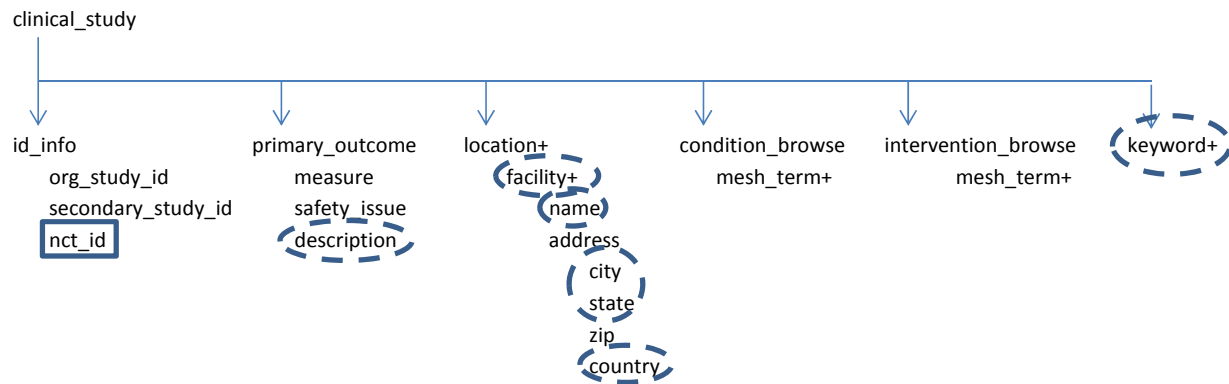 clinical_study
id_info
org_study_id
secondary_study_id
nct_id
primary_outcome
measure
safety_issue
description
location+
facility+
name
address
city
state
zip
country
condition_browse
mesh_term+
intervention_browse
mesh_term+
keyword+